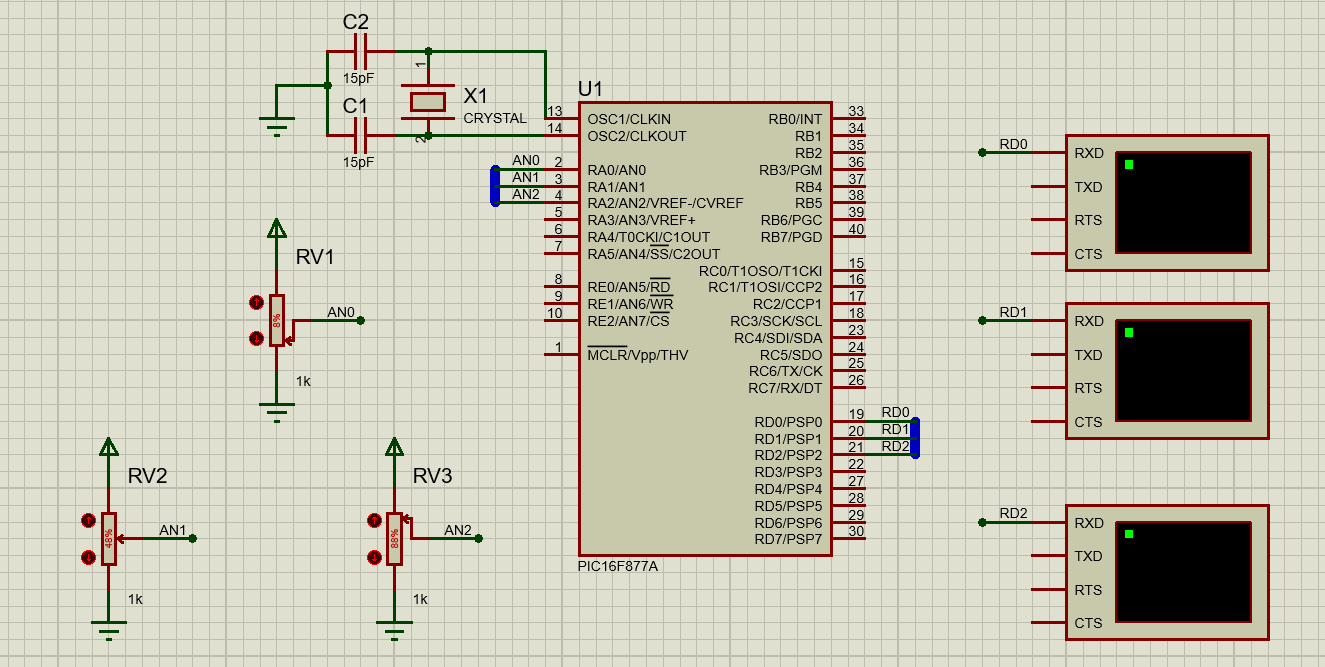 C2
15pF
1
X1
CRYSTAL
C1
15pF
2
U1
13 OSC1/CLKIN
14 OSC2/CLKOUT
AN0 2 RA0/AN0
AN1 3 RA1/AN1
AN2 4 RA2/AN2/VREF-/CVREF
5 RA3/AN3/VREF+
6 RA4/T0CKI/C1OUT
7 RA5/AN4/SS/C2OUT
8 RE0/AN5/RD
9 RE1/AN6/WR
10 RE2/AN7/CS
1 MCLR/Vpp/THV
RB0/INT 33
RB1 34
RB2 35
RB3/PGM 36
RB4 37
RB5 38
RB6/PGC 39
RB7/PGD 40
RC0/T1OSO/T1CKI 15
RC1/T1OSI/CCP2 16
RC2/CCP1 17
RC3/SCK/SCL 18
RC4/SDI/SDA 23
RC5/SDO 24
RC6/TX/CK 25
RC7/RX/DT 26
RD0/PSP0 19 RD0
RD1/PSP1 20 RD1
RD2/PSP2 21 RD2
RD3/PSP3 22
RD4/PSP4 27
RD5/PSP5 28
RD6/PSP6 29
RD7/PSP7 30
PIC16F877A
RV1
8%
AN0
1k
RV2
48%
AN1
1k
RV3
88%
AN2
1k
RD0 RXD
TXD
RTS
CTS
RD1 RXD
TXD
RTS
CTS
RD2 RXD
TXD
RTS
CTS